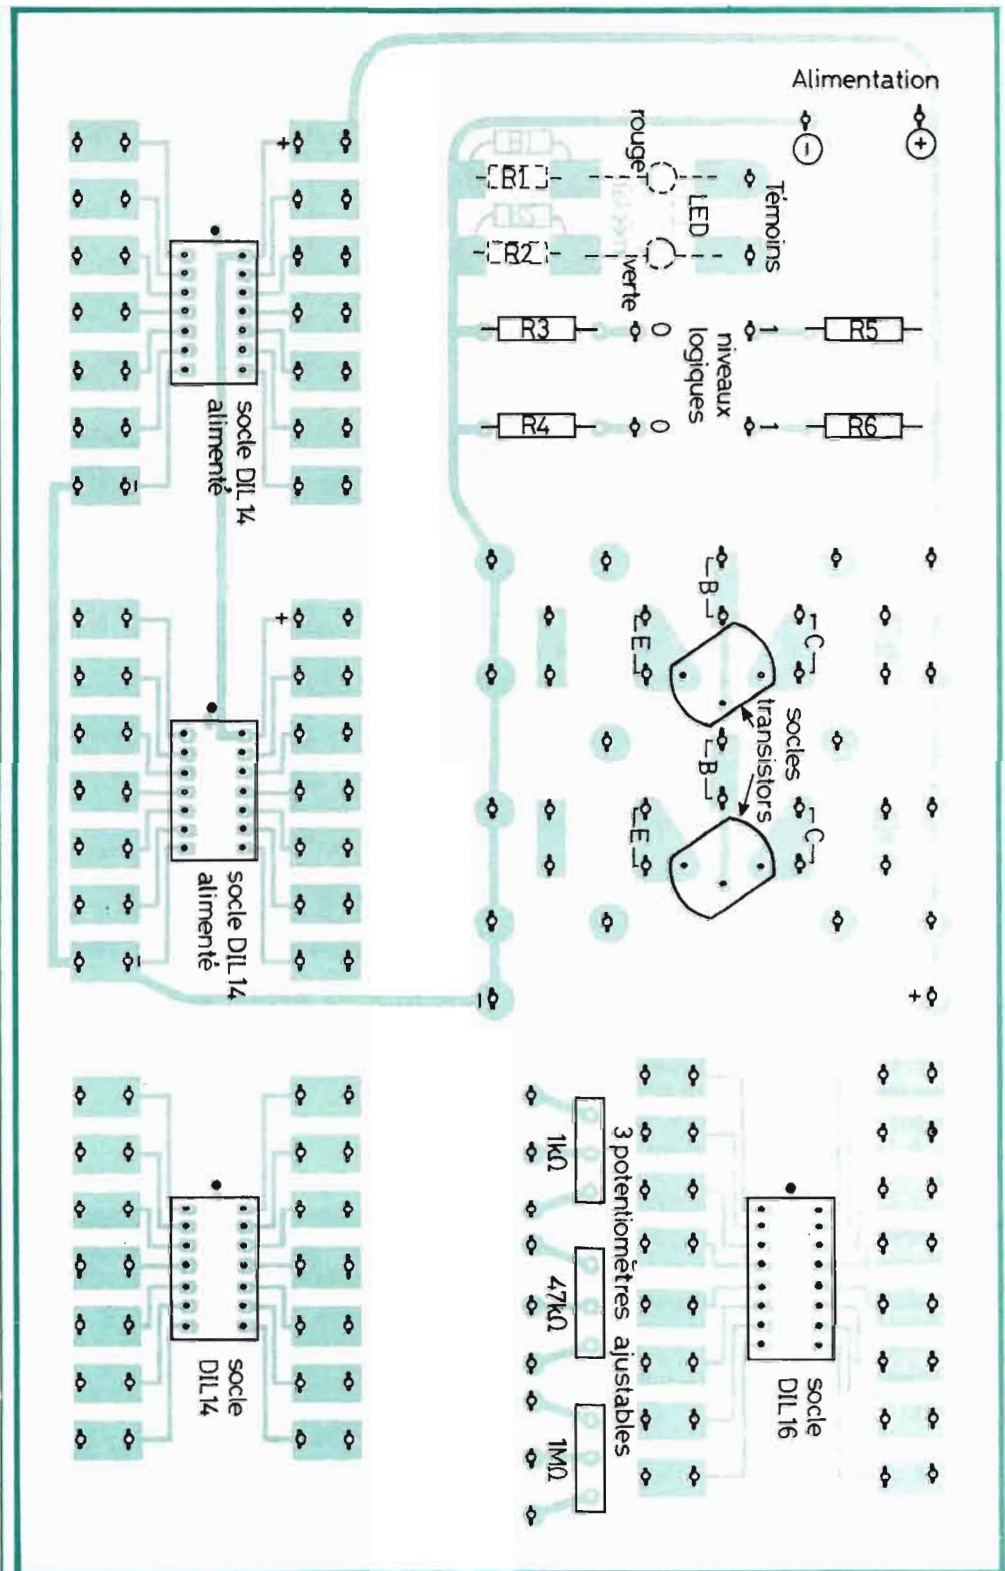 Alimentation
+
−
rouge
R1
LED
Témoins
R2
verte
R3
0
niveaux
logiques
1
R5
R4
0
1
R6
+
socle DIL 14
alimenté
−
B
E
C
socles
transistors
B
E
C
+
socle DIL 14
alimenté
−
−
+
1kΩ
3 potentiomètres ajustables
47kΩ
1MΩ
socle
DIL 14
socle
DIL 16